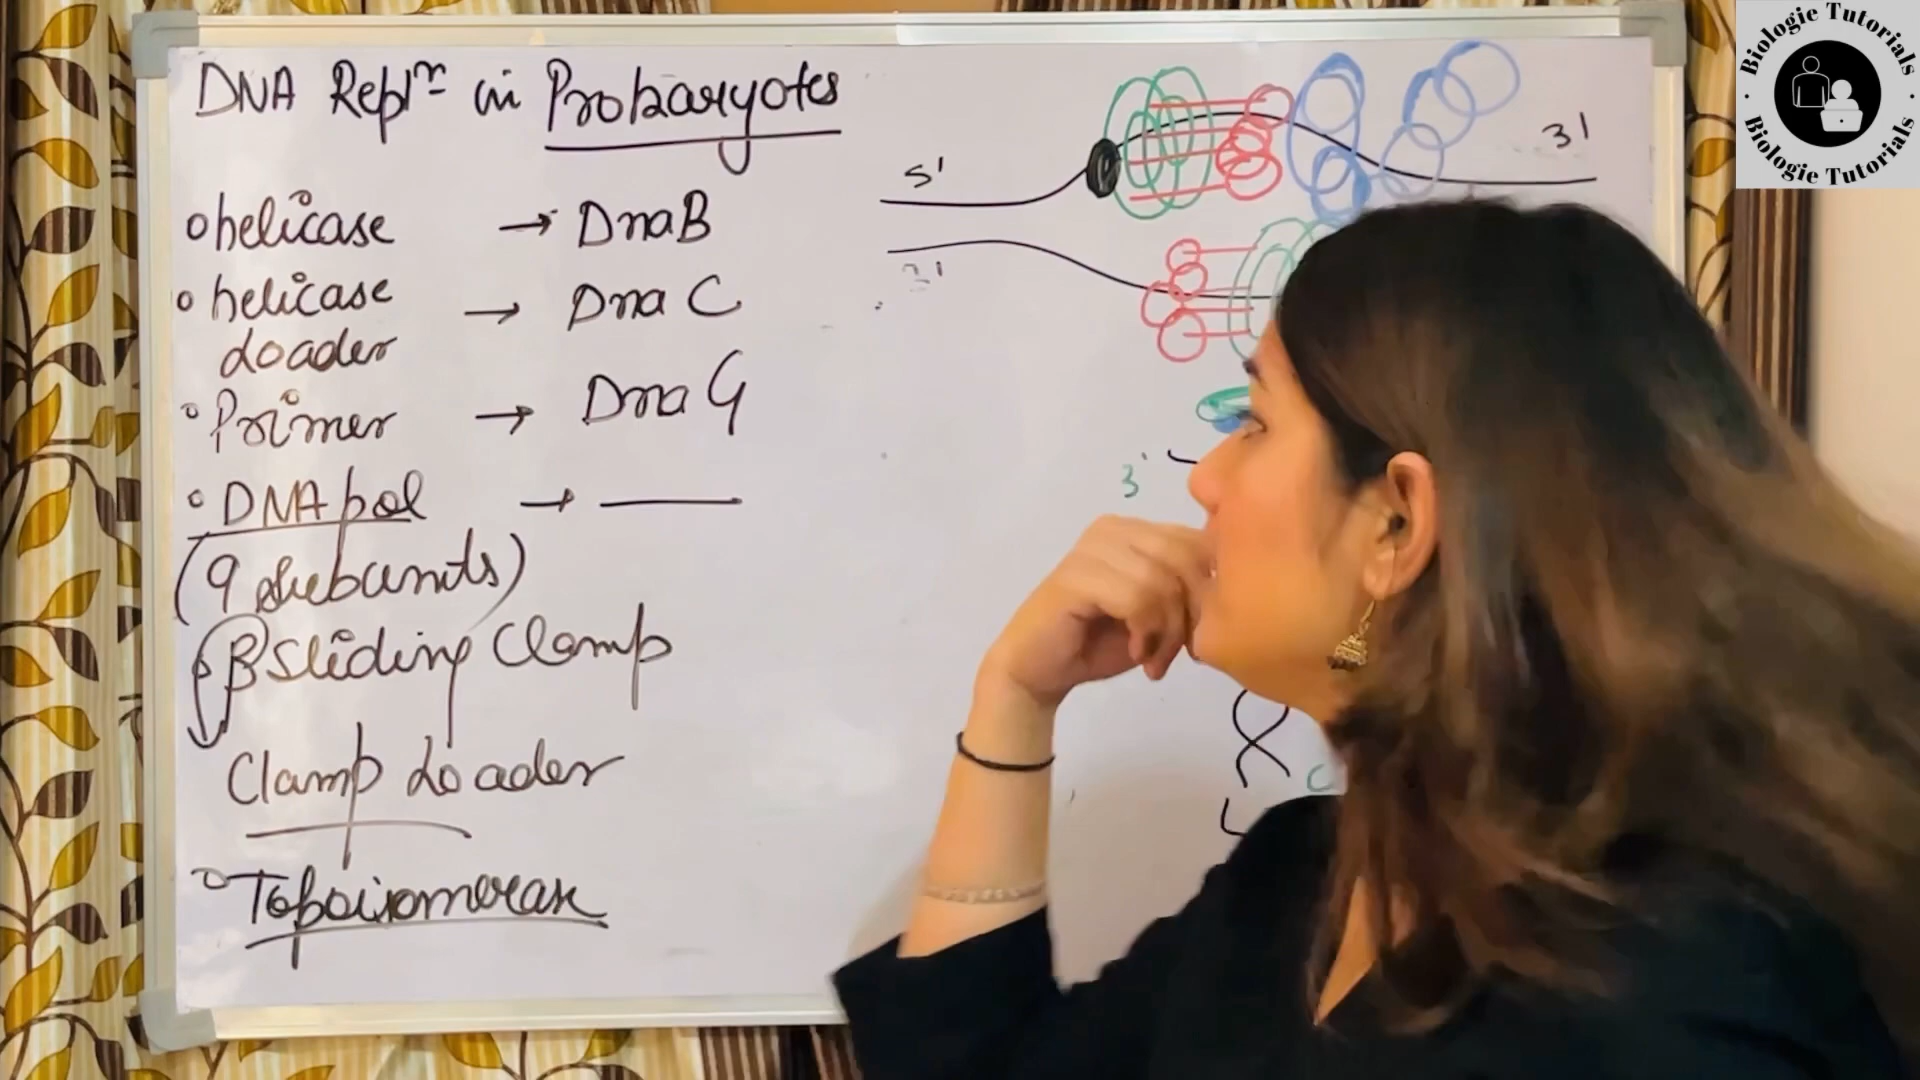 DNA Repln in Prokaryotes
helicase → DnaB
helicase loader → DnaC
Primer → DnaG
DNA pol →
(9 subunits)
β Sliding Clamp
Clamp Loader
Topoisomerase
5'
3'
3'
3'
Biologie Tutorials
Biologie Tutorials